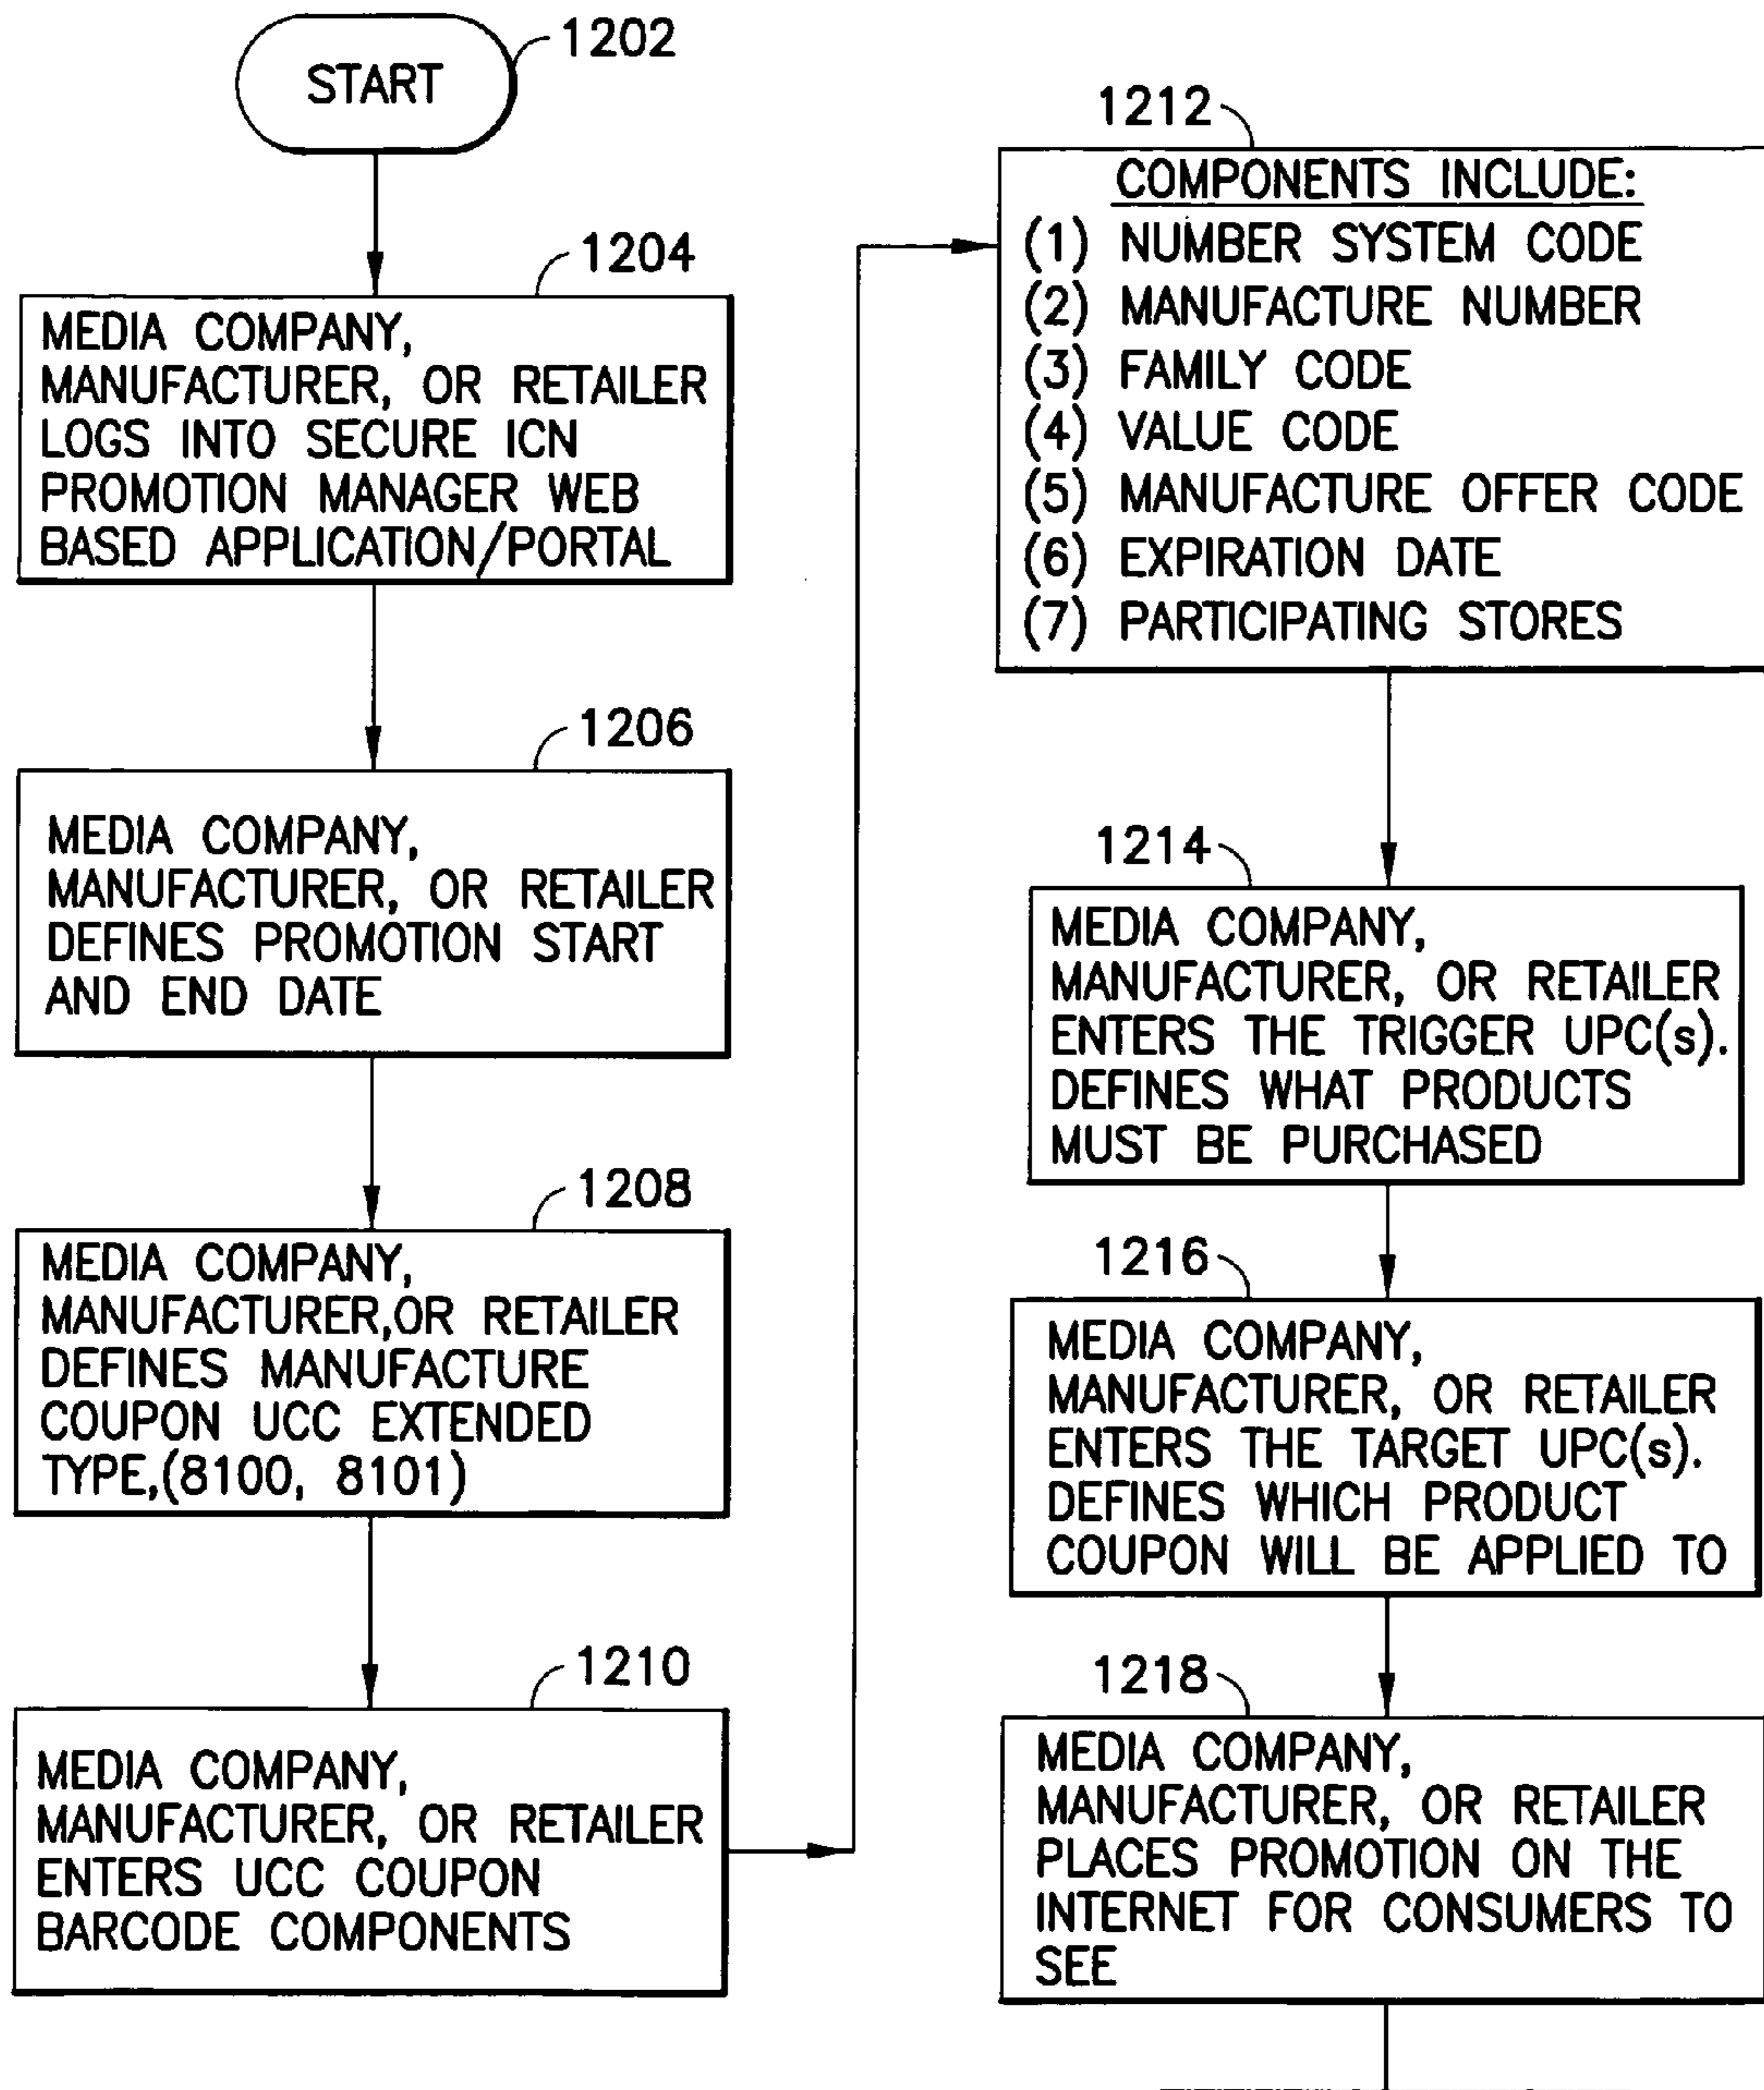 1202
START
1204
MEDIA COMPANY,
MANUFACTURER, OR RETAILER
LOGS INTO SECURE ICN
PROMOTION MANAGER WEB
BASED APPLICATION/PORTAL
1206
MEDIA COMPANY,
MANUFACTURER, OR RETAILER
DEFINES PROMOTION START
AND END DATE
1208
MEDIA COMPANY,
MANUFACTURER,OR RETAILER
DEFINES MANUFACTURE
COUPON UCC EXTENDED
TYPE,(8100, 8101)
1210
MEDIA COMPANY,
MANUFACTURER, OR RETAILER
ENTERS UCC COUPON
BARCODE COMPONENTS
1212
COMPONENTS INCLUDE:
(1) NUMBER SYSTEM CODE
(2) MANUFACTURE NUMBER
(3) FAMILY CODE
(4) VALUE CODE
(5) MANUFACTURE OFFER CODE
(6) EXPIRATION DATE
(7) PARTICIPATING STORES
1214
MEDIA COMPANY,
MANUFACTURER, OR RETAILER
ENTERS THE TRIGGER UPC(s).
DEFINES WHAT PRODUCTS
MUST BE PURCHASED
1216
MEDIA COMPANY,
MANUFACTURER, OR RETAILER
ENTERS THE TARGET UPC(s).
DEFINES WHICH PRODUCT
COUPON WILL BE APPLIED TO
1218
MEDIA COMPANY,
MANUFACTURER, OR RETAILER
PLACES PROMOTION ON THE
INTERNET FOR CONSUMERS TO
SEE